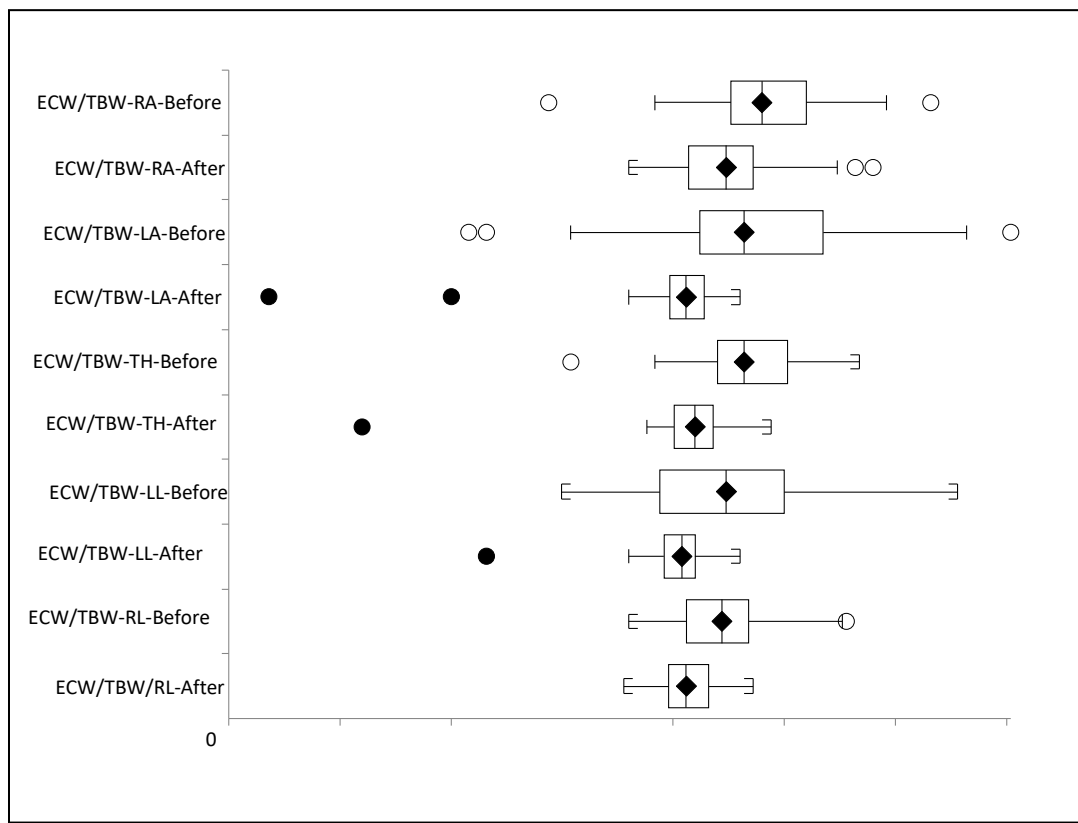 ECW/TBW-RA-Before
ECW/TBW-RA-After
ECW/TBW-LA-Before
ECW/TBW-LA-After
ECW/TBW-TH-Before
ECW/TBW-TH-After
ECW/TBW-LL-Before
ECW/TBW-LL-After
ECW/TBW-RL-Before
ECW/TBW/RL-After
0